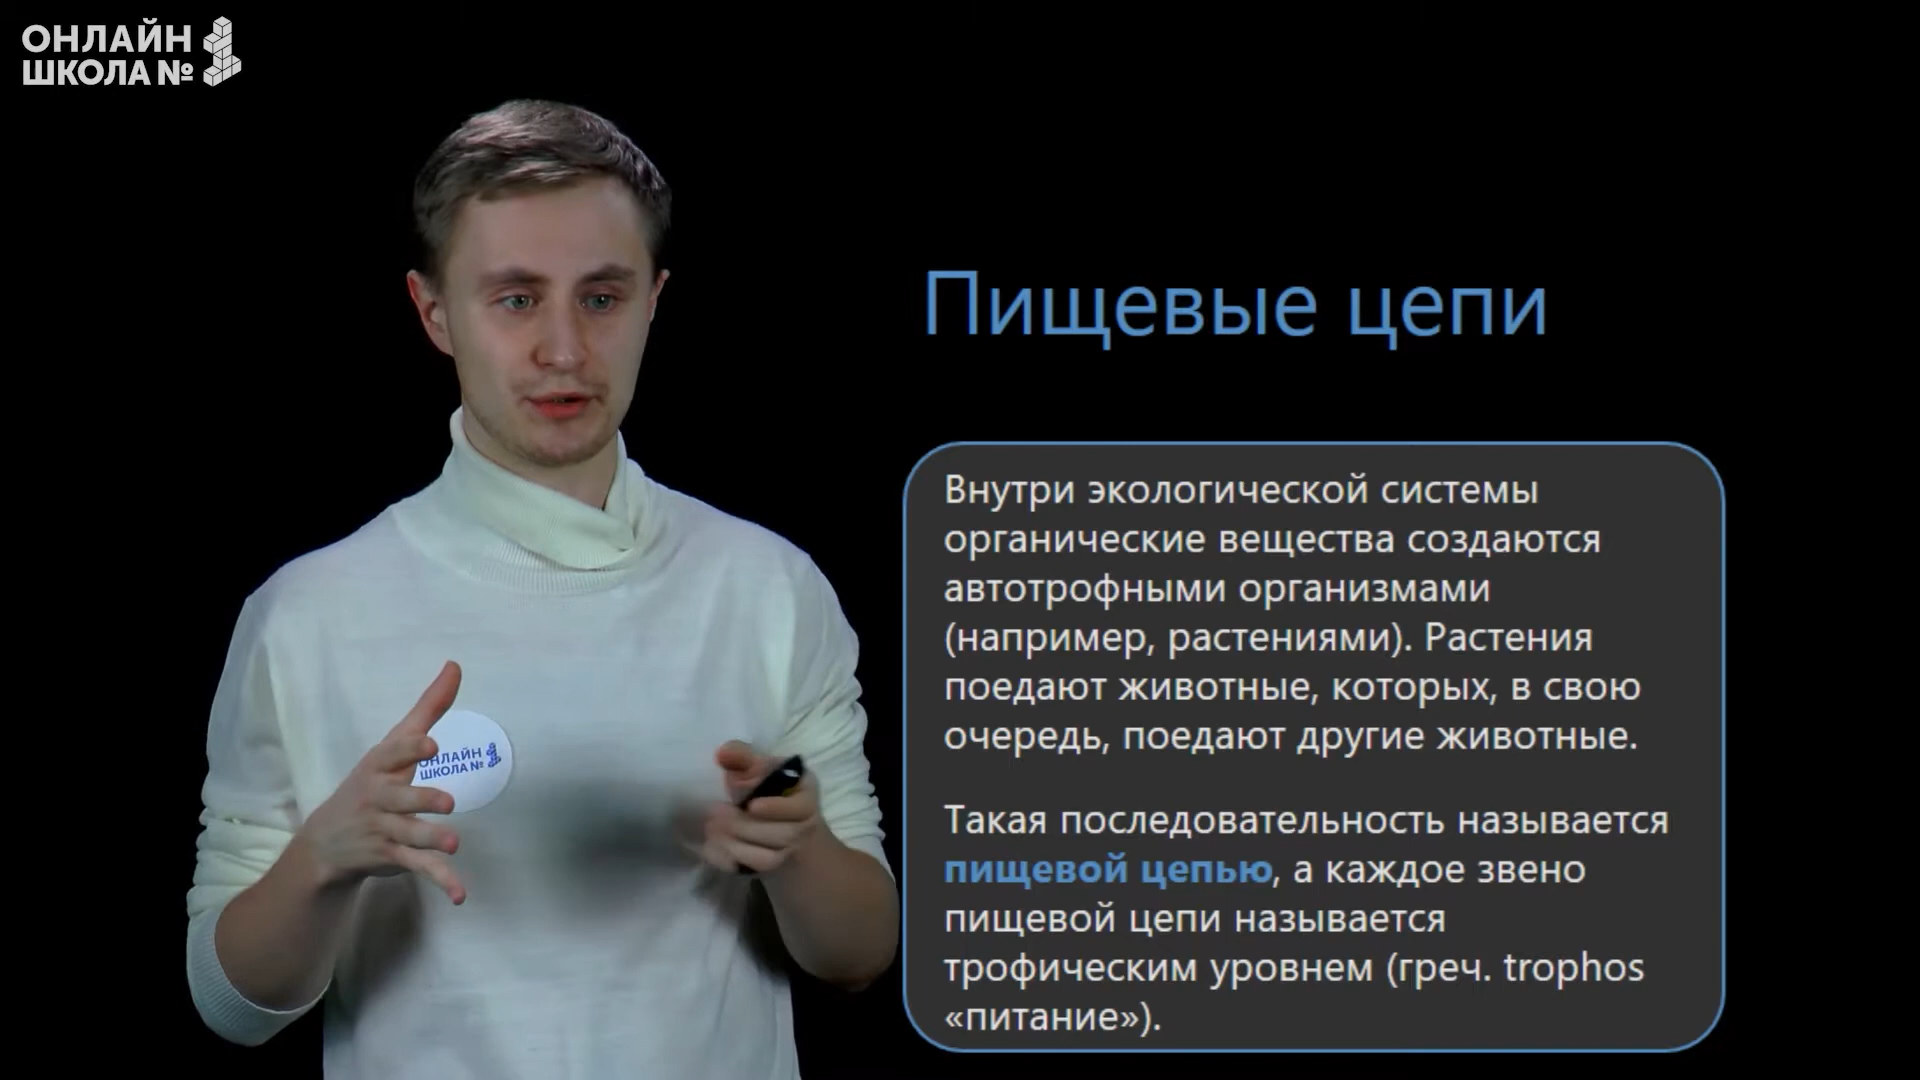 ОНЛАЙН
ШКОЛА №
Пищевые цепи
Внутри экологической системы
органические вещества создаются
автотрофными организмами
(например, растениями). Растения
поедают животные, которых, в свою
очередь, поедают другие животные.
Такая последовательность называется
пищевой цепью, а каждое звено
пищевой цепи называется
трофическим уровнем (греч. trophos
«питание»).
ОНЛАЙН
ШКОЛА №